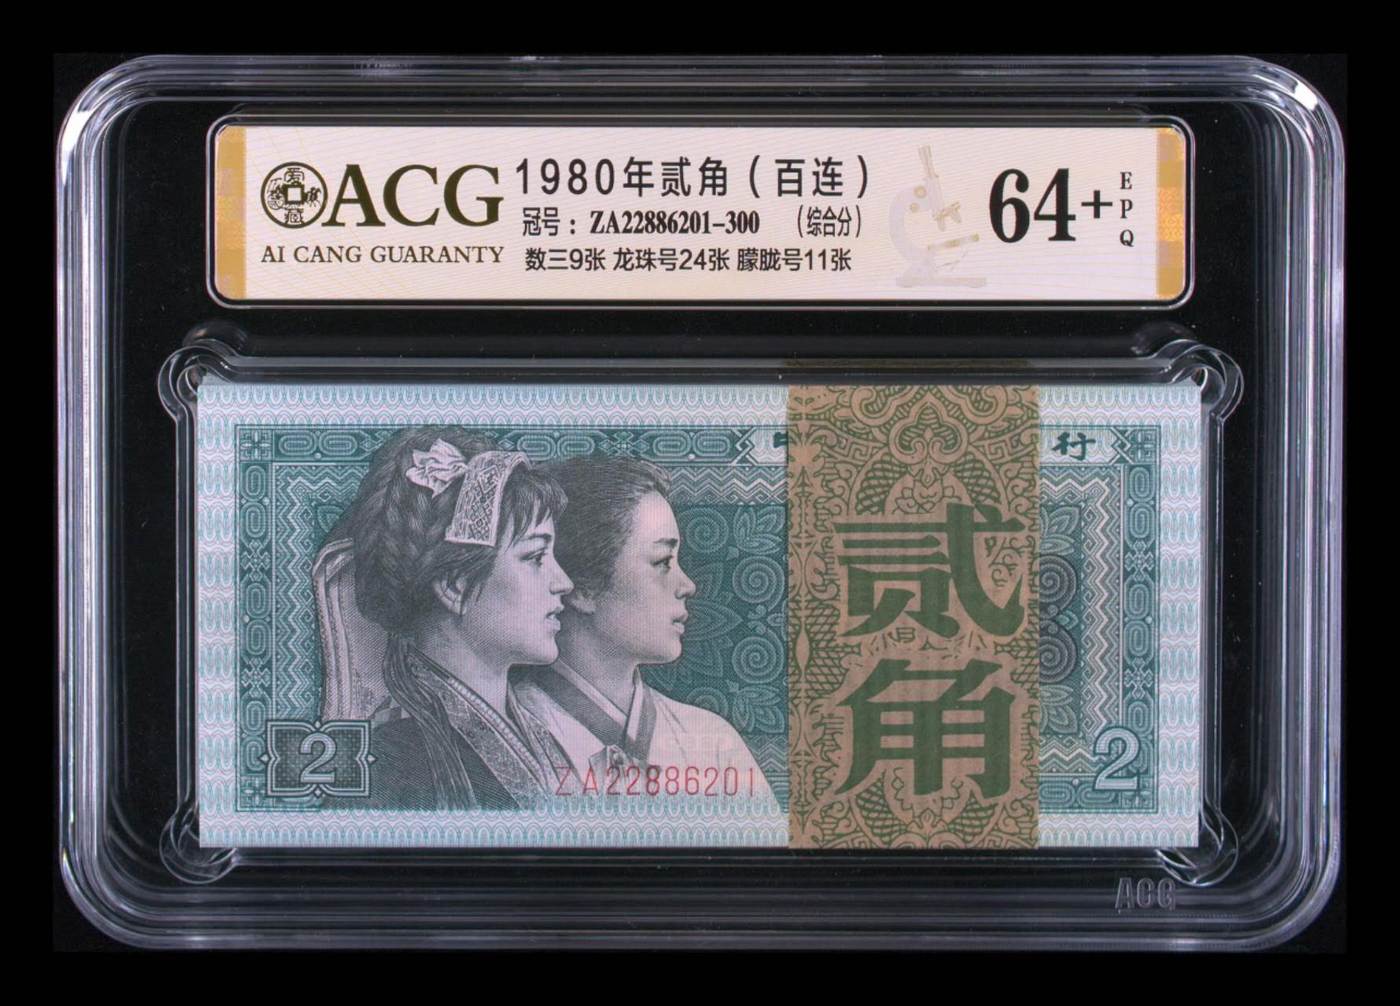 ACG
AI CANG GUARANTY
1980年贰角（百连）
冠号：ZA22886201-300 （综合分）
数三9张 龙珠号24张 朦胧号11张
64+
EPQ
行
贰角
2
2
ZA22886201
ACG